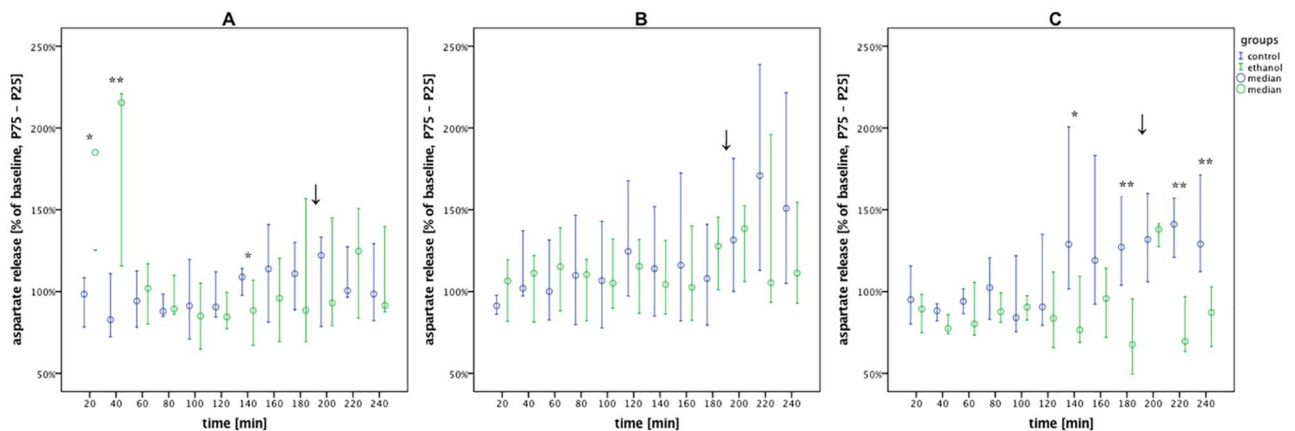 A
B
C
250%
200%
150%
100%
50%
aspartate release [% of baseline, P75 - P25]
*
**
*
20 40 60 80 100 120 140 160 180 200 220 240
time [min]
250%
200%
150%
100%
50%
aspartate release [% of baseline, P75 - P25]
20 40 60 80 100 120 140 160 180 200 220 240
time [min]
250%
200%
150%
100%
50%
aspartate release [% of baseline, P75 - P25]
*
**
**
**
20 40 60 80 100 120 140 160 180 200 220 240
time [min]
groups
control
ethanol
median
median